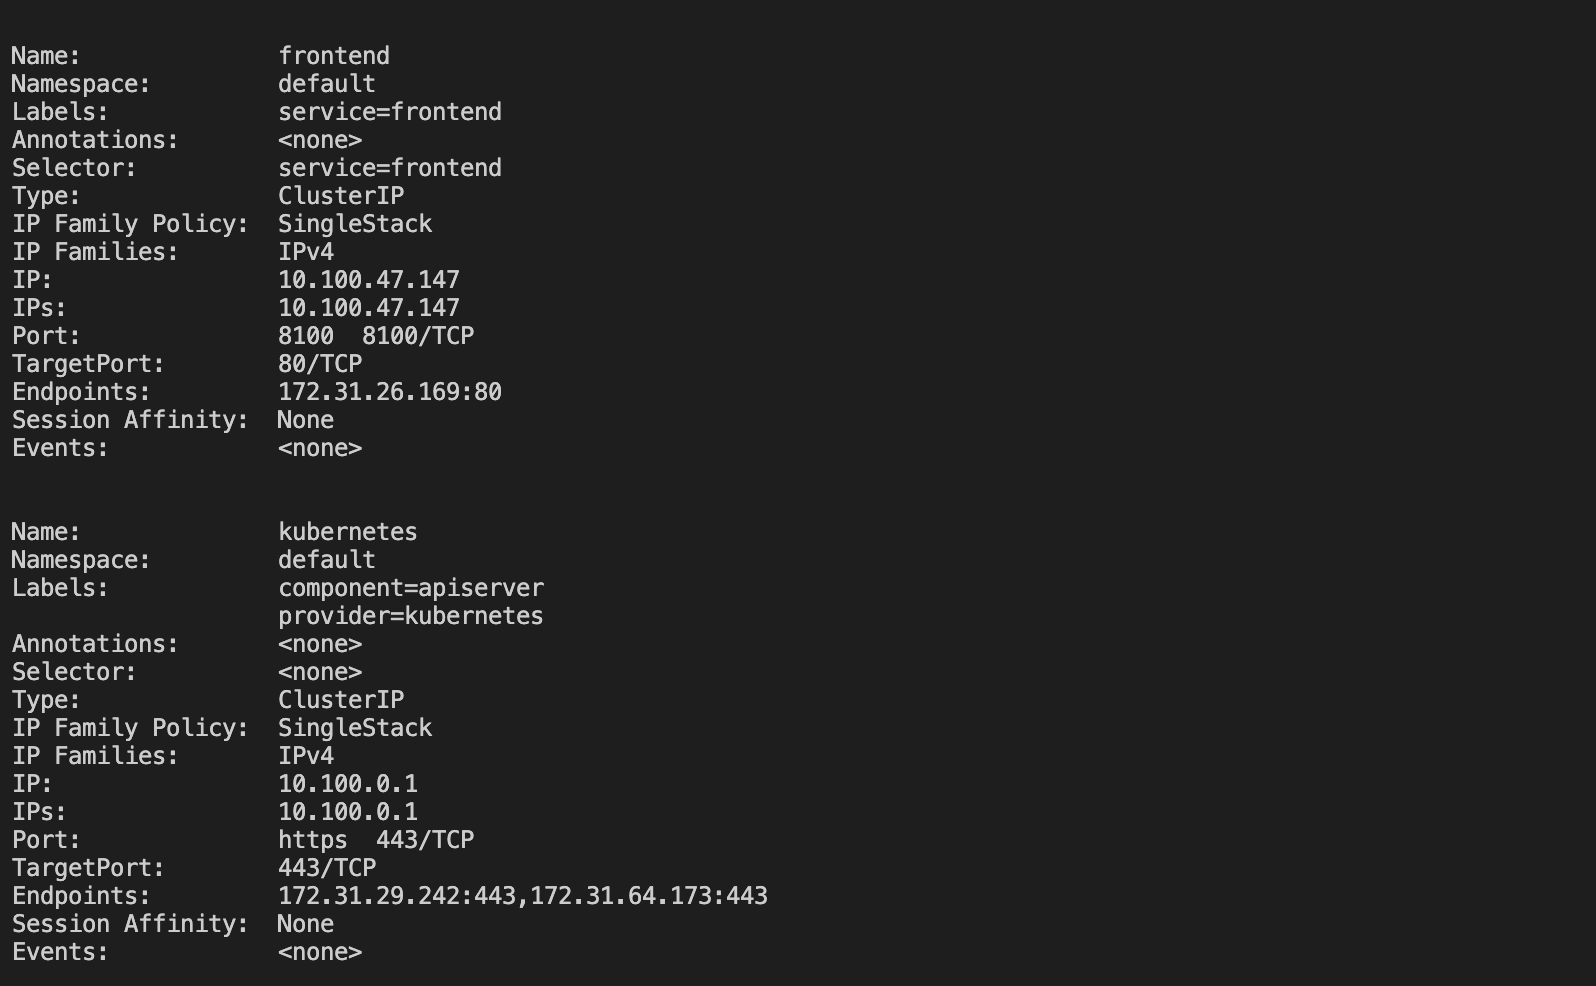 Name:              frontend
Namespace:         default
Labels:            service=frontend
Annotations:       <none>
Selector:          service=frontend
Type:              ClusterIP
IP Family Policy:  SingleStack
IP Families:       IPv4
IP:                10.100.47.147
IPs:               10.100.47.147
Port:              8100  8100/TCP
TargetPort:        80/TCP
Endpoints:         172.31.26.169:80
Session Affinity:  None
Events:            <none>
Name:              kubernetes
Namespace:         default
Labels:            component=apiserver
                   provider=kubernetes
Annotations:       <none>
Selector:          <none>
Type:              ClusterIP
IP Family Policy:  SingleStack
IP Families:       IPv4
IP:                10.100.0.1
IPs:               10.100.0.1
Port:              https  443/TCP
TargetPort:        443/TCP
Endpoints:         172.31.29.242:443,172.31.64.173:443
Session Affinity:  None
Events:            <none>